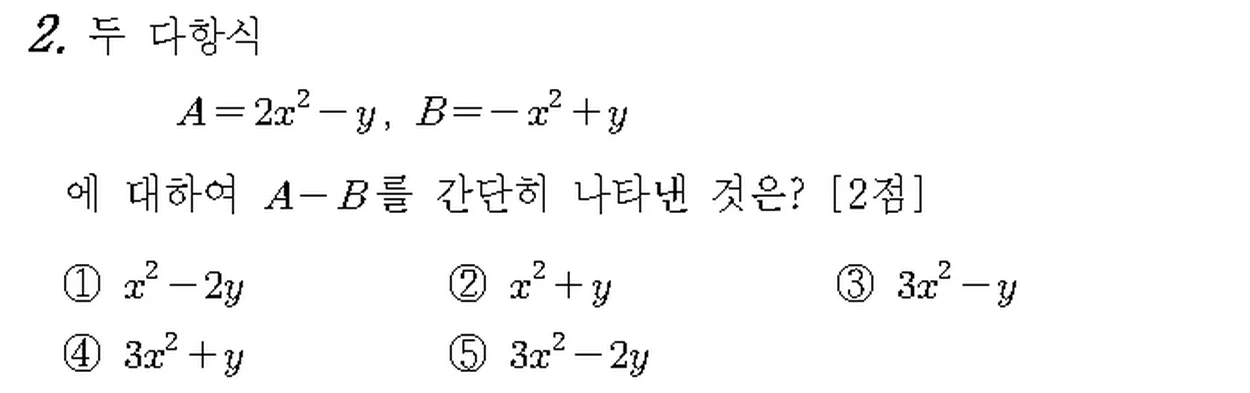 2. 두 다항식
A=2x²-y, B=-x²+y
에 대하여 A-B를 간단히 나타낸 것은? [2점]
① x²-2y ② x²+y ③ 3x²-y
④ 3x²+y ⑤ 3x²-2y